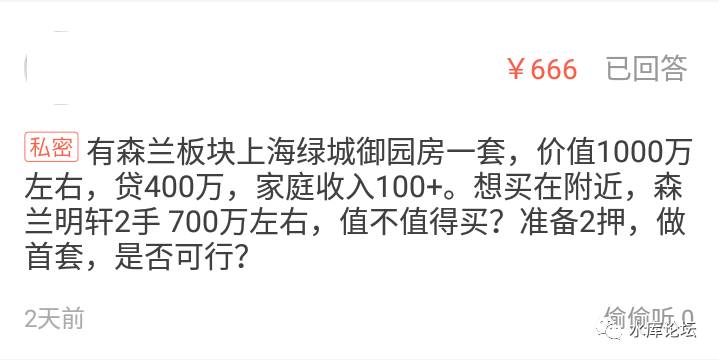 ￥666 已回答
私密 有森兰板块上海绿城御园房一套，价值1000万
左右，贷400万，家庭收入100+。想买在附近，森
兰明轩2手 700万左右，值不值得买？准备2押，做
首套，是否可行？
2天前 偷偷听 0
水库论坛